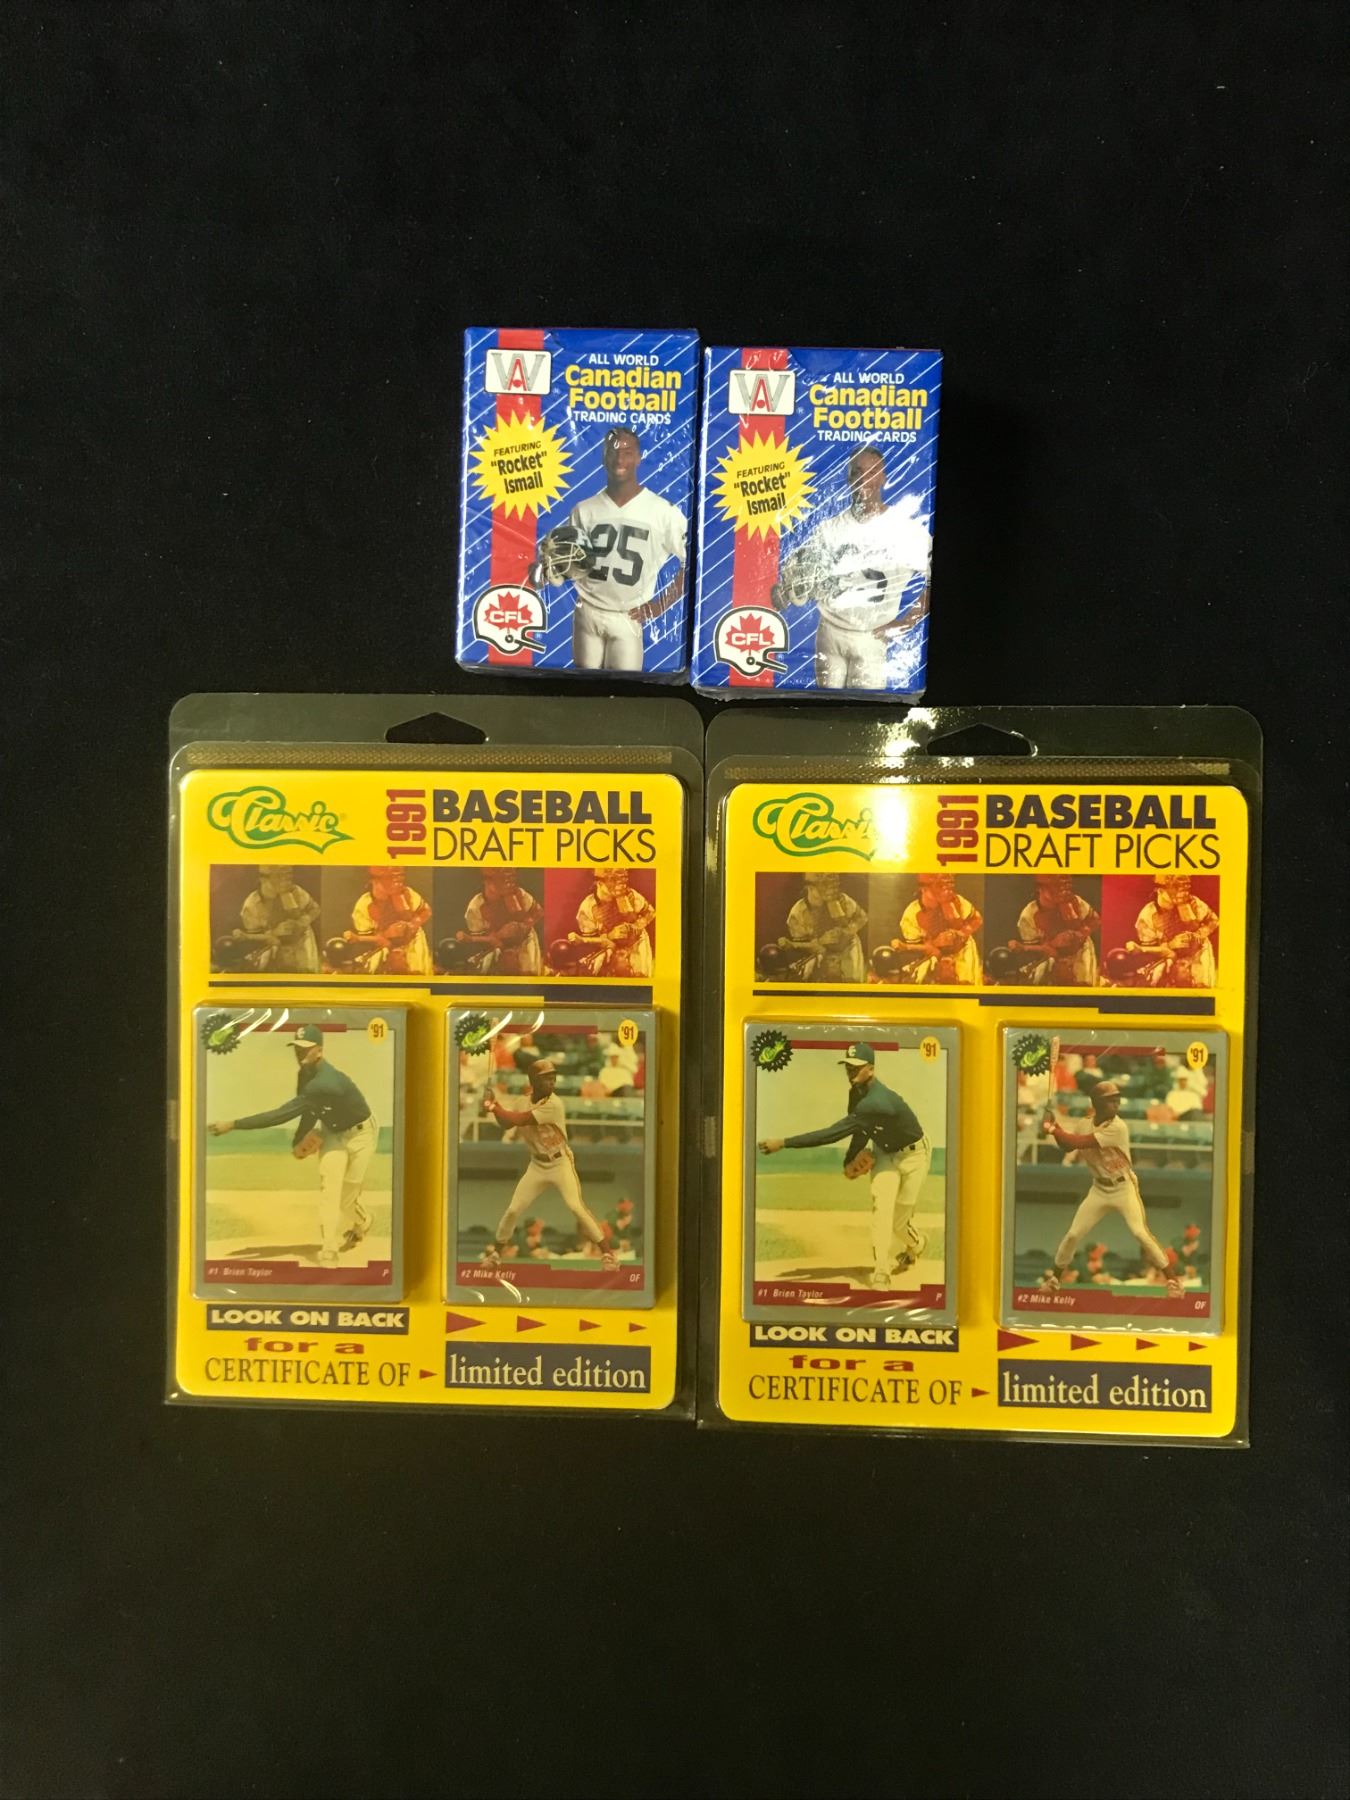 W
ALL WORLD
Canadian
Football
TRADING CARDS
FEATURING
"Rocket"
Ismail
25
CFL
ALL WORLD
Canadian
Football
TRADING CARDS
FEATURING
"Rocket"
Ismail
CFL
Classic
1991
BASEBALL
DRAFT PICKS
'91
#1 Brien Taylor P
'91
#2 Mike Kelly OF
LOOK ON BACK
for a
CERTIFICATE OF
limited edition
Classic
1991
BASEBALL
DRAFT PICKS
'91
#1 Brien Taylor P
'91
#2 Mike Kelly OF
LOOK ON BACK
for a
CERTIFICATE OF
limited edition